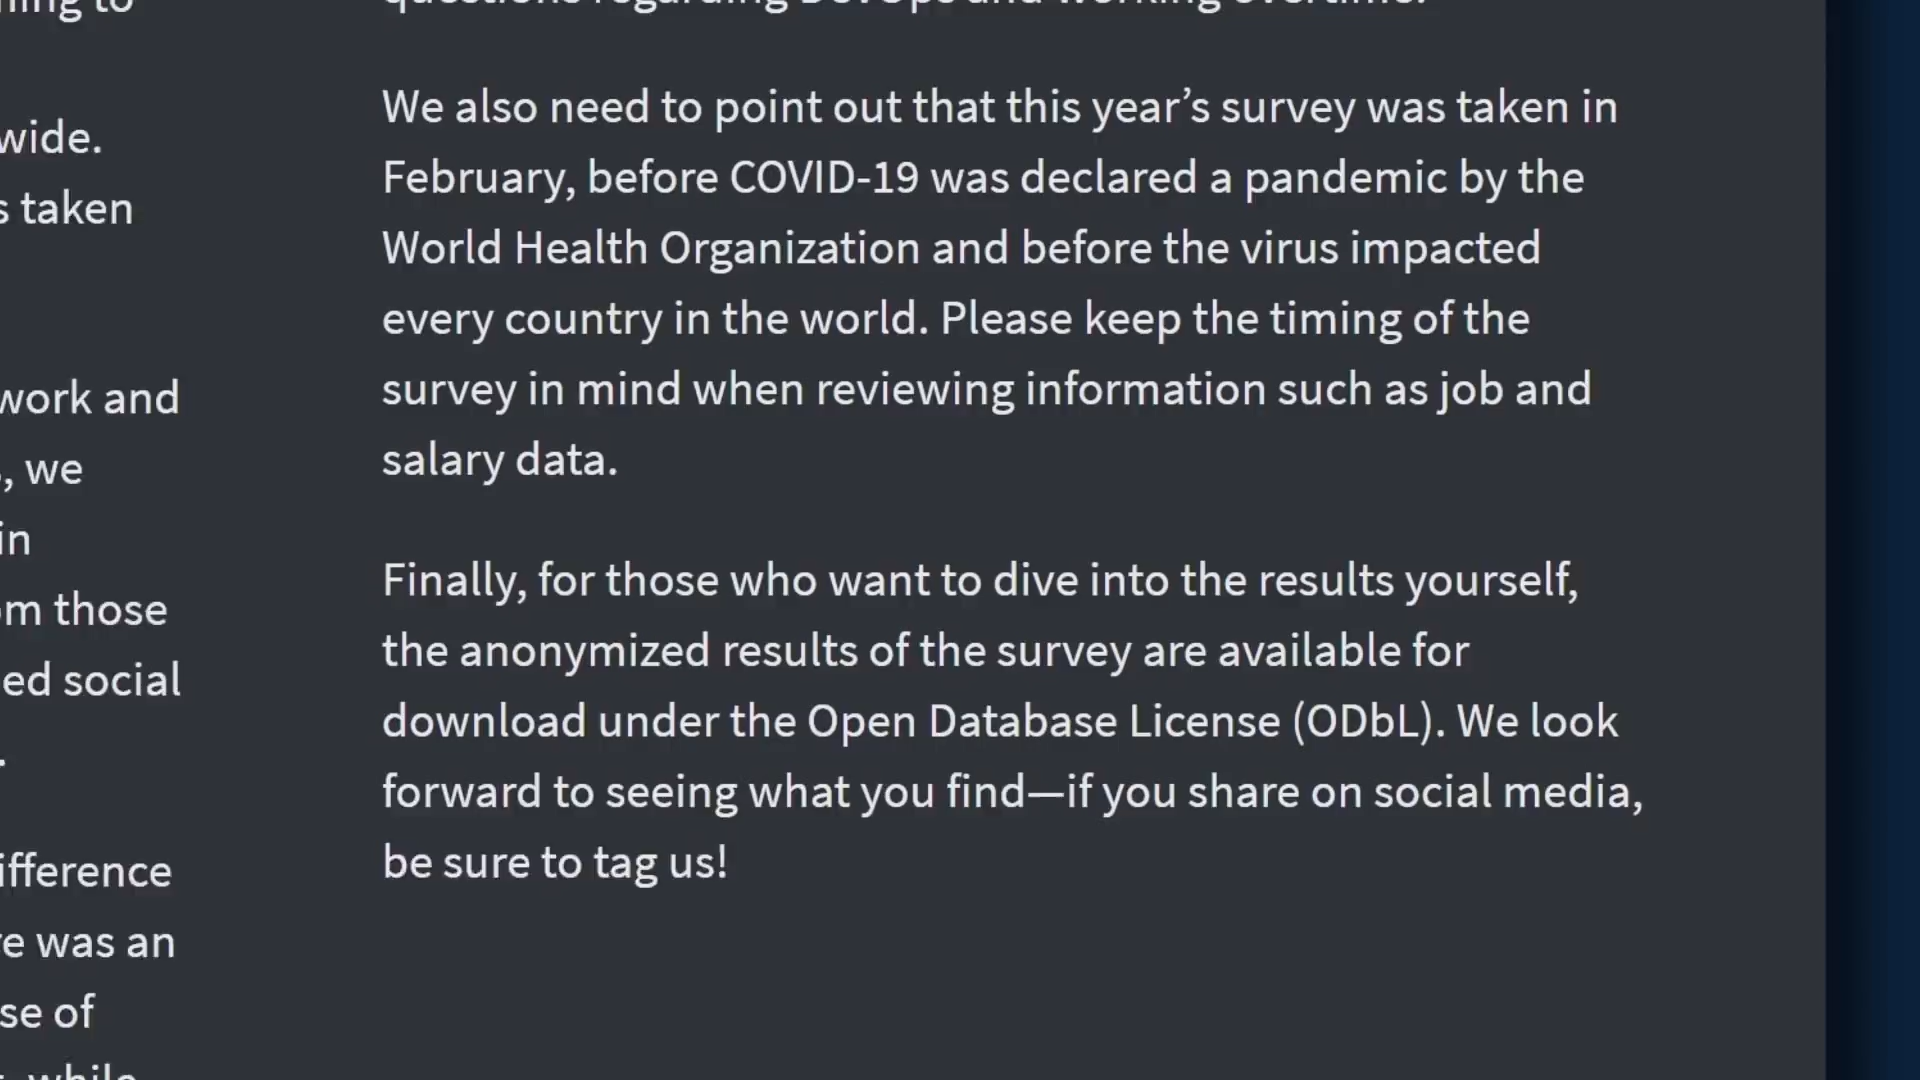 wide.
taken
work and
, we
in
those
social
ifference
was an
of
while
questions regarding DevOps and working overtime.
We also need to point out that this year’s survey was taken in
February, before COVID-19 was declared a pandemic by the
World Health Organization and before the virus impacted
every country in the world. Please keep the timing of the
survey in mind when reviewing information such as job and
salary data.
Finally, for those who want to dive into the results yourself,
the anonymized results of the survey are available for
download under the Open Database License (ODbL). We look
forward to seeing what you find—if you share on social media,
be sure to tag us!